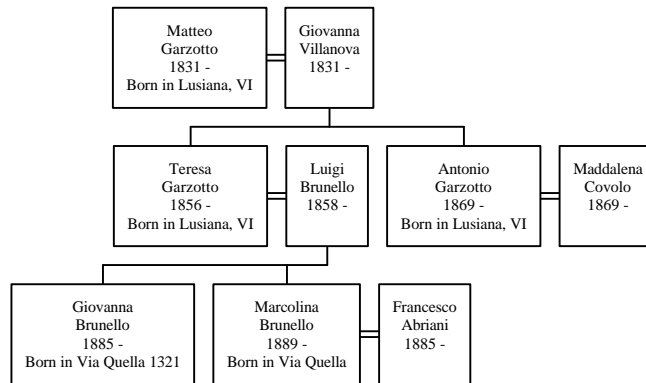 Matteo
Garzotto
1831 -
Born in Lusiana, VI
Giovanna
Villanova
1831 -
Teresa
Garzotto
1856 -
Born in Lusiana, VI
Luigi
Brunello
1858 -
Antonio
Garzotto
1869 -
Born in Lusiana, VI
Maddalena
Covolo
1869 -
Giovanna
Brunello
1885 -
Born in Via Quella 1321
Marcolina
Brunello
1889 -
Born in Via Quella
Francesco
Abriani
1885 -